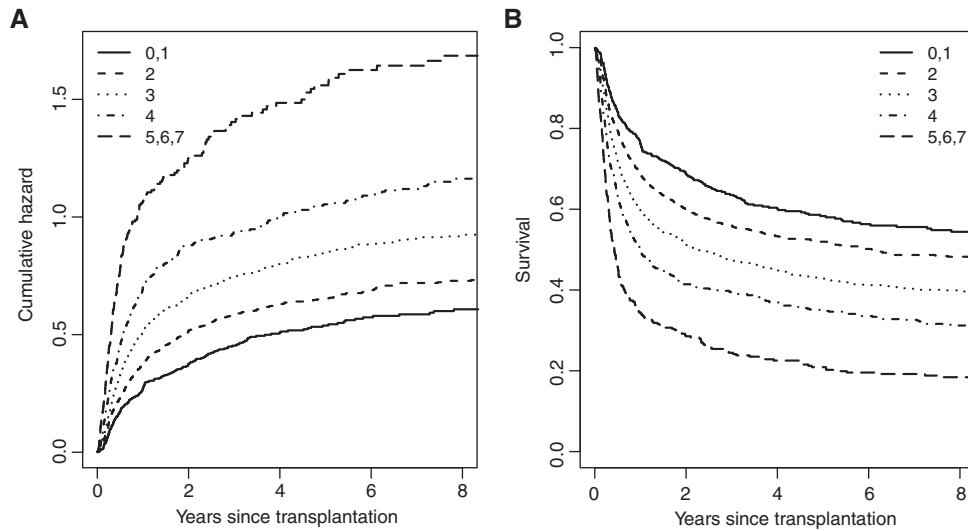 A
0,1
2
3
4
5,6,7
Cumulative hazard
1.5
1.0
0.5
0.0
0 2 4 6 8
Years since transplantation
B
0,1
2
3
4
5,6,7
Survival
1.0
0.8
0.6
0.4
0.2
0.0
0 2 4 6 8
Years since transplantation